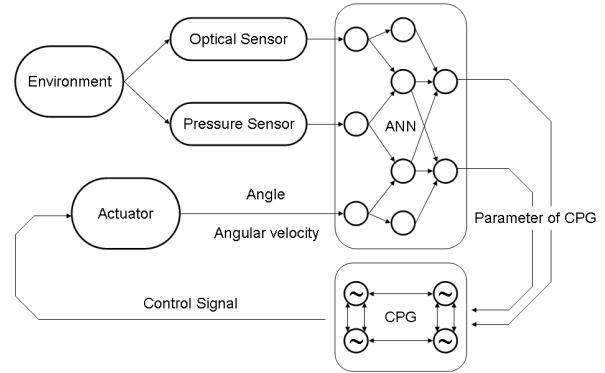 Optical Sensor
Environment
Pressure Sensor
ANN
Actuator
Angle
Angular velocity
Parameter of CPG
Control Signal
CPG